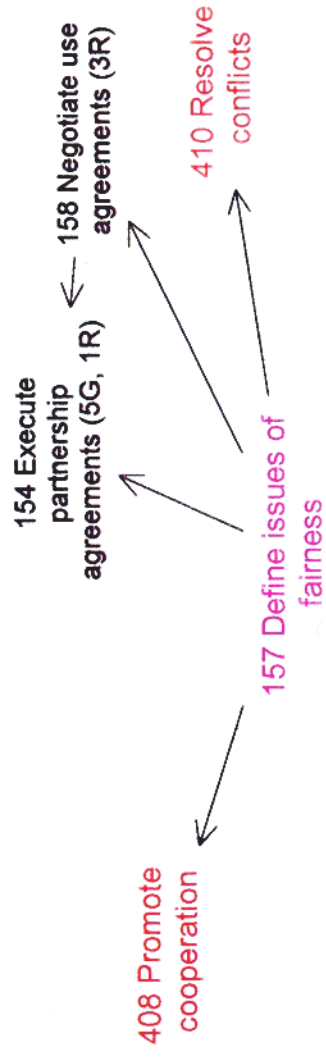 154 Execute
partnership
agreements (5G, 1R)
158 Negotiate use
agreements (3R)
408 Promote
cooperation
157 Define issues of
fairness
410 Resolve
conflicts